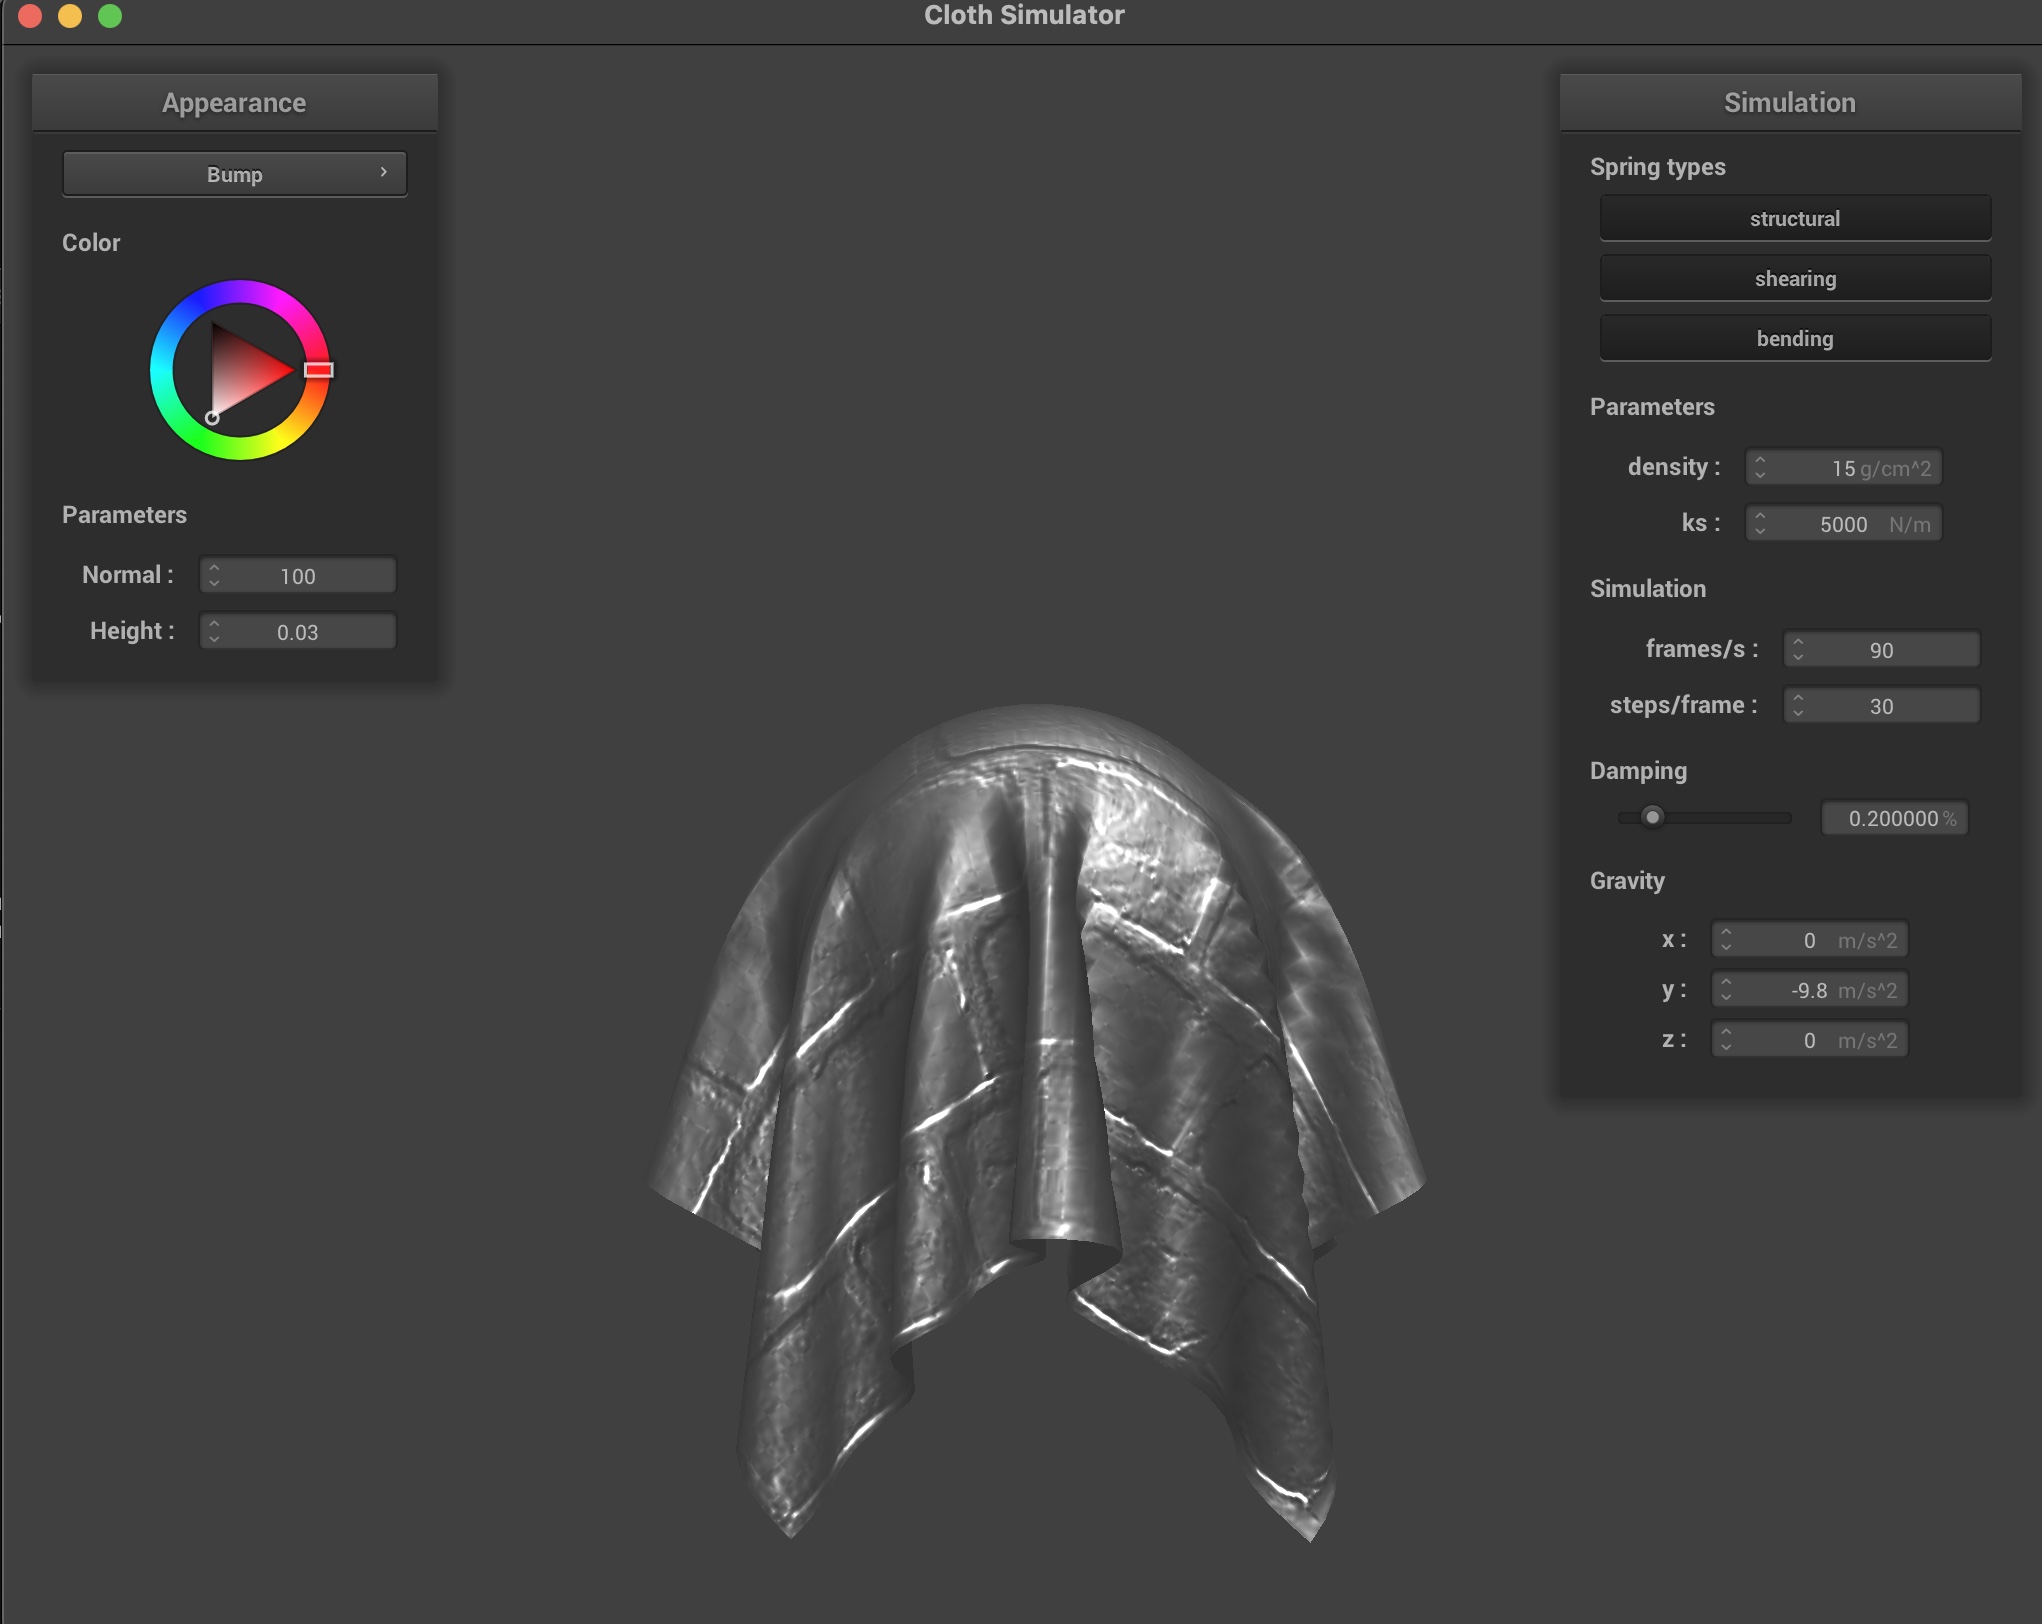 Cloth Simulator
Appearance
Bump
Color
Parameters
Normal : 100
Height : 0.03
Simulation
Spring types
structural
shearing
bending
Parameters
density : 15 g/cm^2
ks : 5000 N/m
Simulation
frames/s : 90
steps/frame : 30
Damping
0.200000 %
Gravity
x : 0 m/s^2
y : -9.8 m/s^2
z : 0 m/s^2